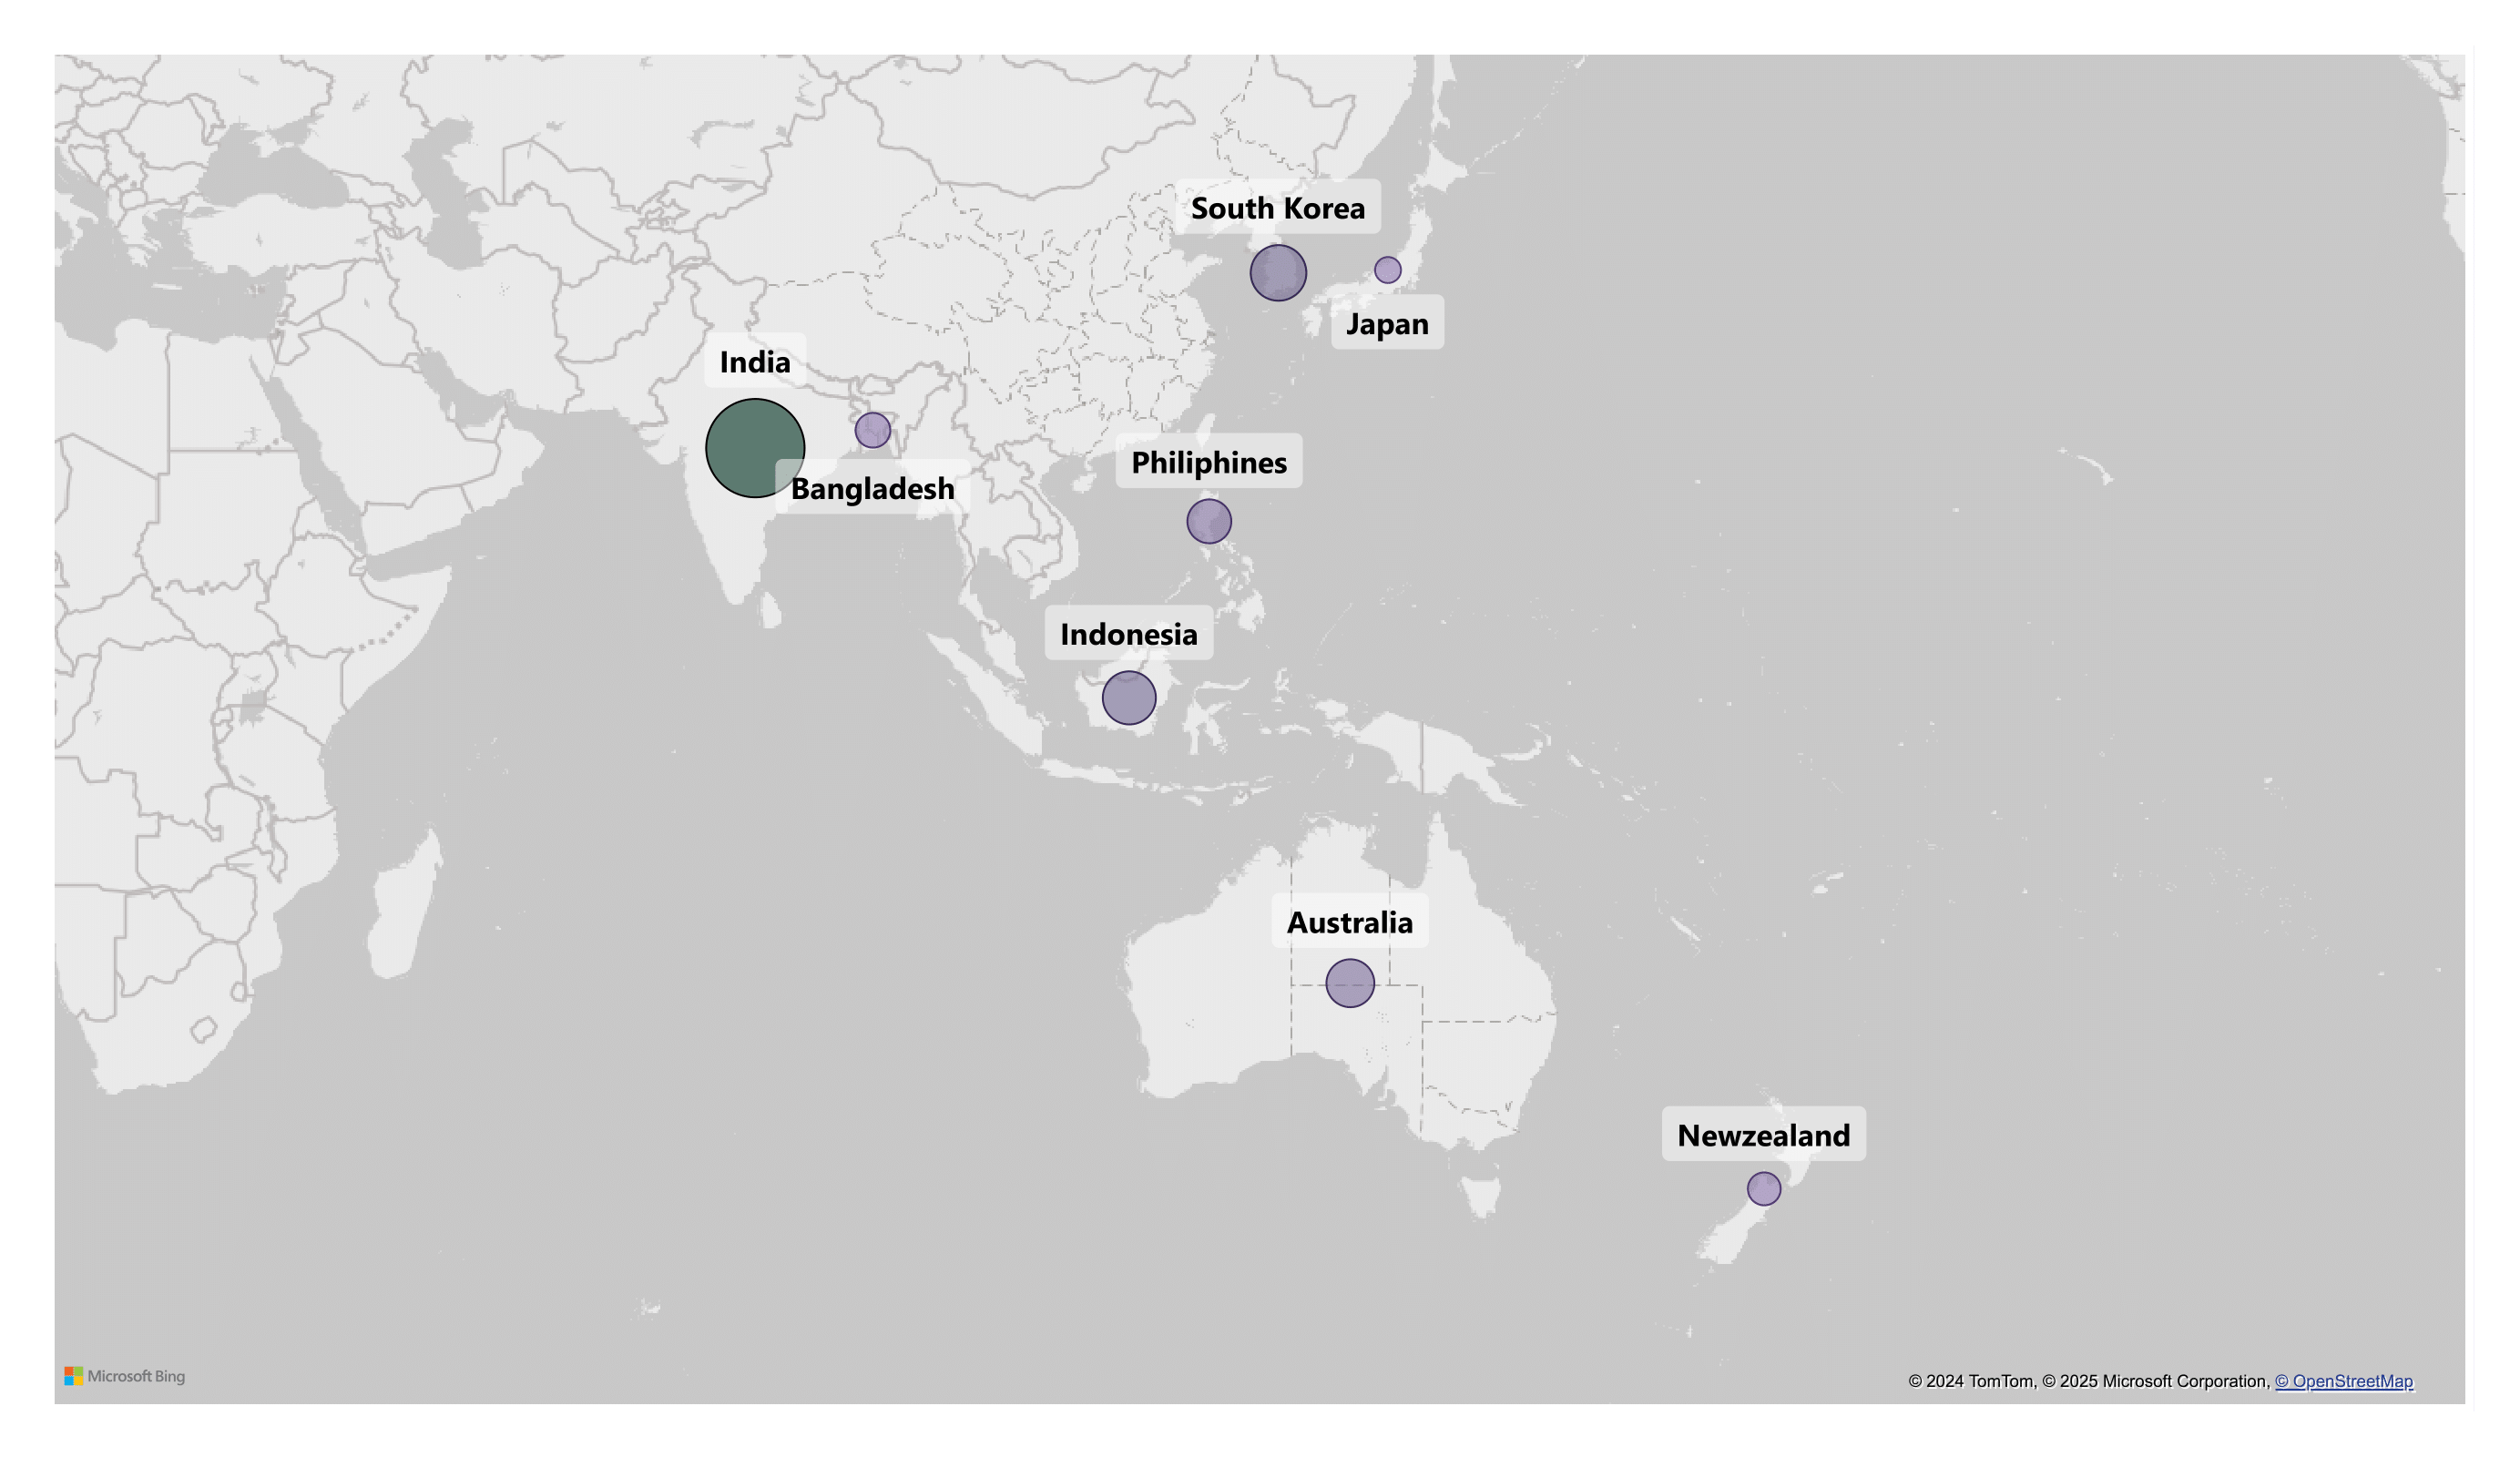 South Korea
Japan
India
Bangladesh
Philiphines
Indonesia
Australia
Newzealand
Microsoft Bing
© 2024 TomTom, © 2025 Microsoft Corporation, © OpenStreetMap